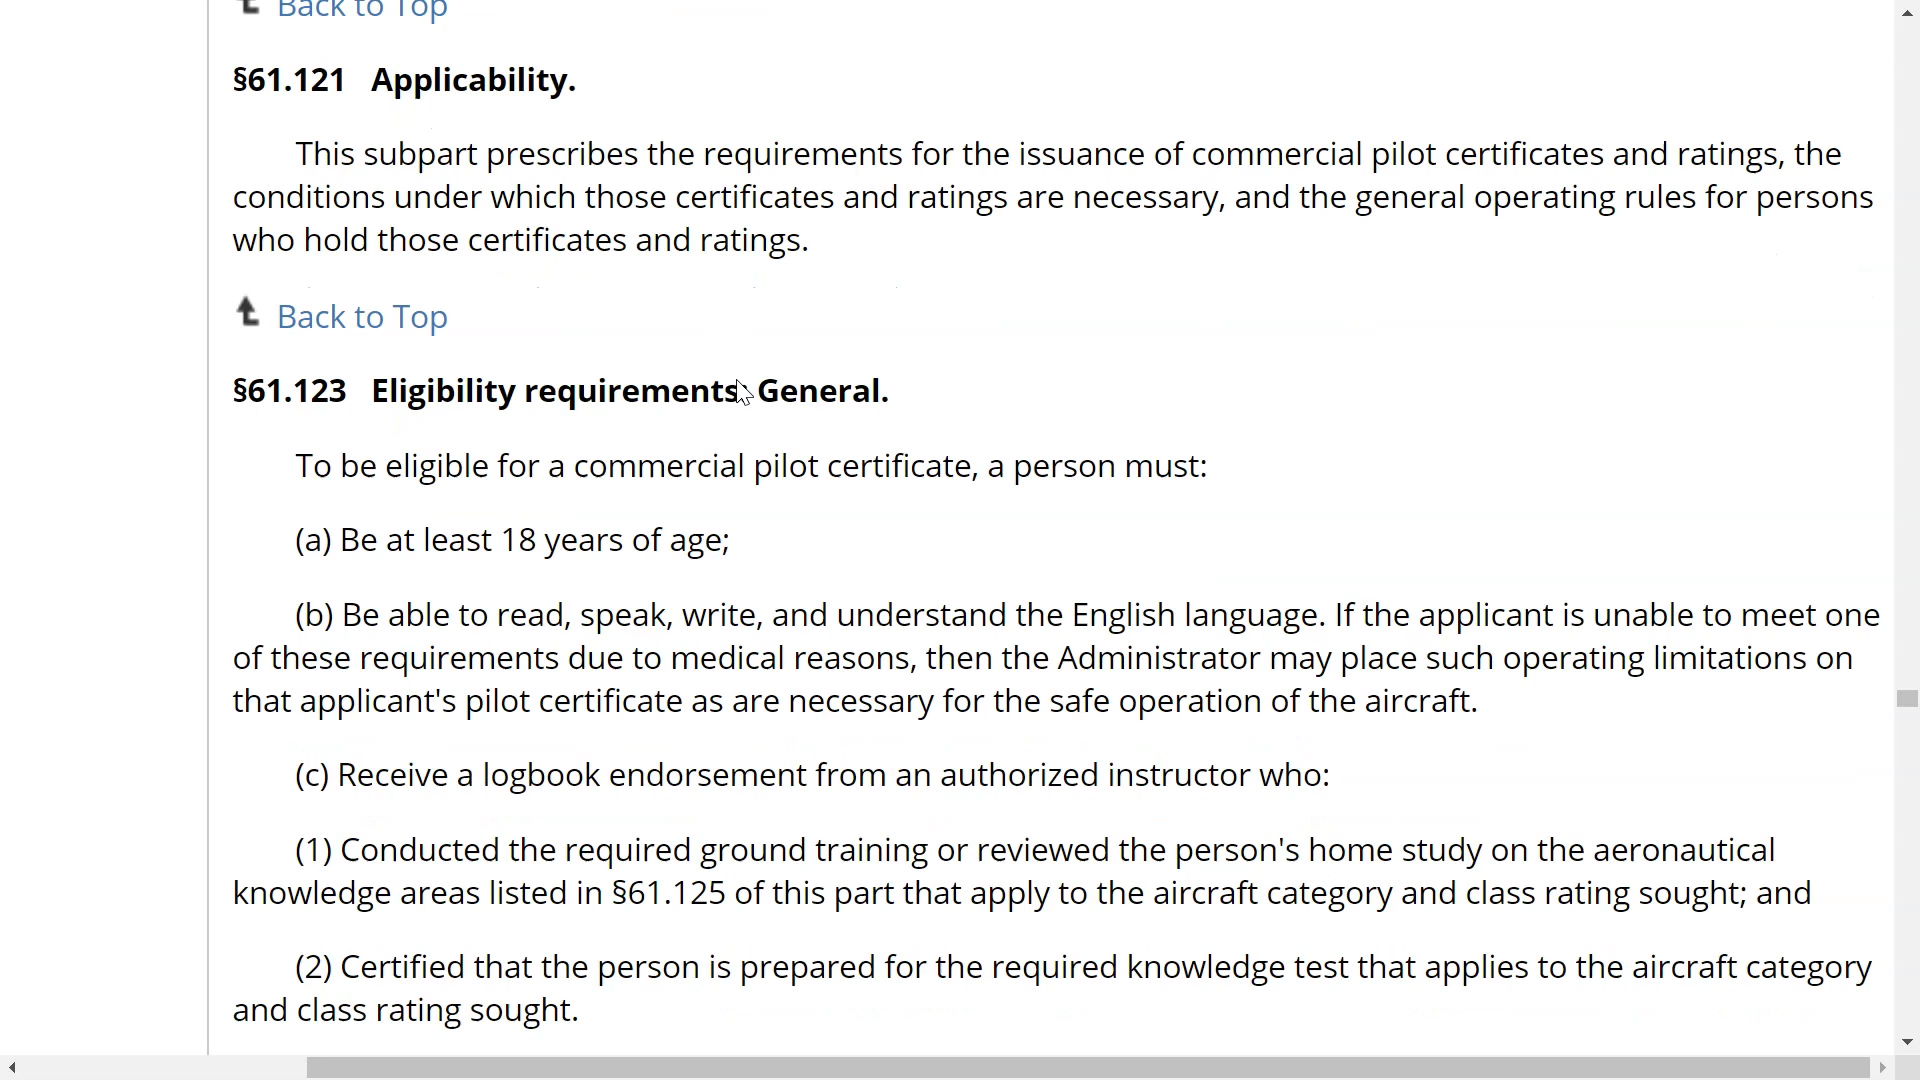 Back to Top
§61.121 Applicability.
This subpart prescribes the requirements for the issuance of commercial pilot certificates and ratings, the
conditions under which those certificates and ratings are necessary, and the general operating rules for persons
who hold those certificates and ratings.
Back to Top
§61.123 Eligibility requirements: General.
To be eligible for a commercial pilot certificate, a person must:
(a) Be at least 18 years of age;
(b) Be able to read, speak, write, and understand the English language. If the applicant is unable to meet one
of these requirements due to medical reasons, then the Administrator may place such operating limitations on
that applicant's pilot certificate as are necessary for the safe operation of the aircraft.
(c) Receive a logbook endorsement from an authorized instructor who:
(1) Conducted the required ground training or reviewed the person's home study on the aeronautical
knowledge areas listed in §61.125 of this part that apply to the aircraft category and class rating sought; and
(2) Certified that the person is prepared for the required knowledge test that applies to the aircraft category
and class rating sought.